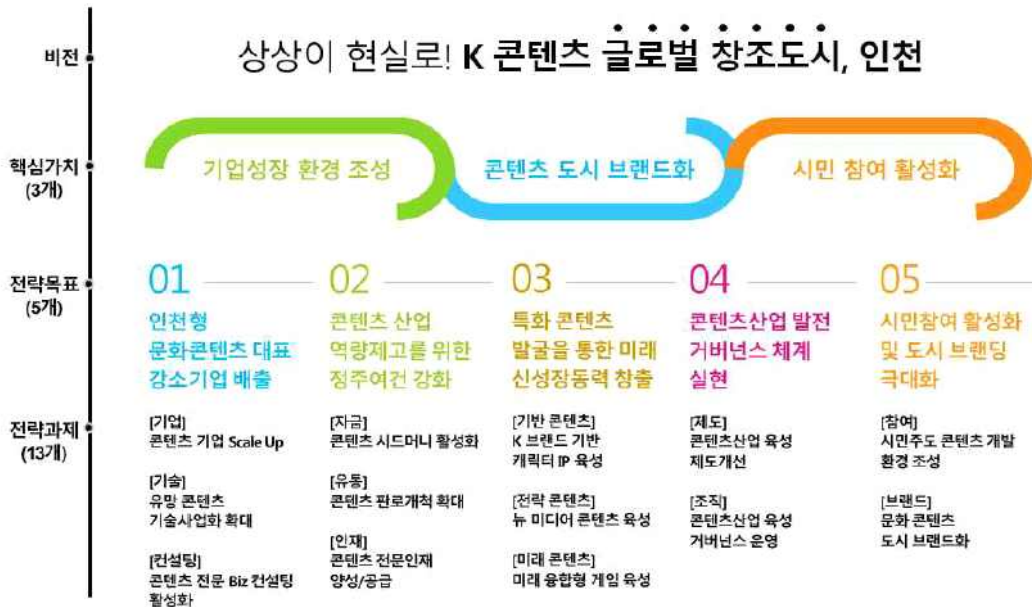 비전
상상이 현실로! K 콘텐츠 글로벌 창조도시, 인천
핵심가치
(3개)
기업성장 환경 조성
콘텐츠 도시 브랜드화
시민 참여 활성화
전략목표
(5개)
01
인천형
문화콘텐츠 대표
강소기업 배출
02
콘텐츠 산업
역량제고를 위한
정주여건 강화
03
특화 콘텐츠
발굴을 통한 미래
신성장동력 창출
04
콘텐츠산업 발전
거버넌스 체계
실현
05
시민참여 활성화
및 도시 브랜딩
극대화
전략과제
(13개)
[기업]
콘텐츠 기업 Scale Up
[기술]
유망 콘텐츠
기술사업화 확대
[컨설팅]
콘텐츠 전문 Biz 컨설팅
활성화
[자금]
콘텐츠 시드머니 활성화
[유통]
콘텐츠 판로개척 확대
[인재]
콘텐츠 전문인재
양성/공급
[기반 콘텐츠]
K 브랜드 기반
캐릭터 IP 육성
[전략 콘텐츠]
뉴 미디어 콘텐츠 육성
[미래 콘텐츠]
미래 융합형 게임 육성
[제도]
콘텐츠산업 육성
제도개선
[조직]
콘텐츠산업 육성
거버넌스 운영
[참여]
시민주도 콘텐츠 개발
환경 조성
[브랜드]
문화 콘텐츠
도시 브랜드화